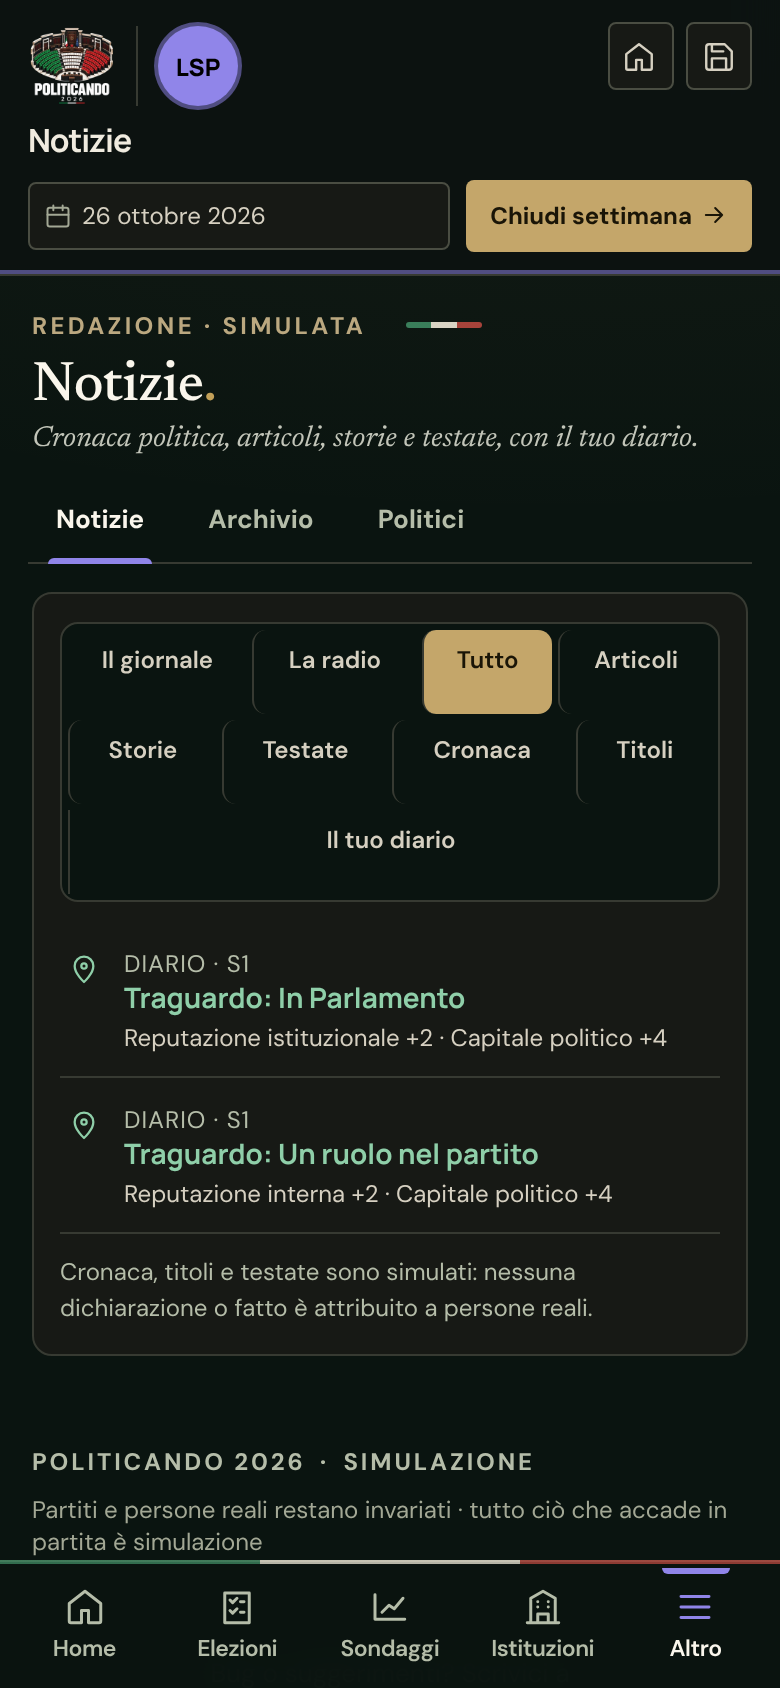 POLITICANDO
2026
LSP
Notizie
26 ottobre 2026
Chiudi settimana →
REDAZIONE · SIMULATA
Notizie.
Cronaca politica, articoli, storie e testate, con il tuo diario.
Notizie Archivio Politici
Il giornale La radio Tutto Articoli
Storie Testate Cronaca Titoli
Il tuo diario
DIARIO · S1
Traguardo: In Parlamento
Reputazione istituzionale +2 · Capitale politico +4
DIARIO · S1
Traguardo: Un ruolo nel partito
Reputazione interna +2 · Capitale politico +4
Cronaca, titoli e testate sono simulati: nessuna
dichiarazione o fatto è attribuito a persone reali.
POLITICANDO 2026 · SIMULAZIONE
Partiti e persone reali restano invariati · tutto ciò che accade in
partita è simulazione
Home Elezioni Sondaggi Istituzioni Altro